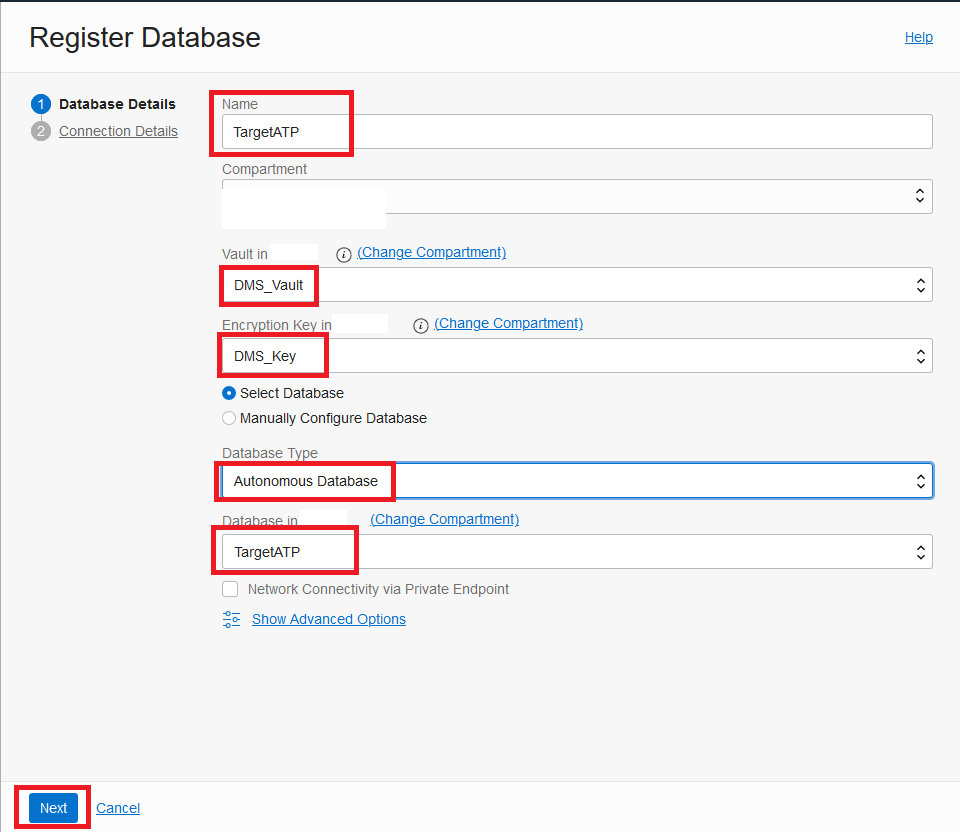 Register Database
Help
1 Database Details
2 Connection Details
Name
TargetATP
Compartment
Vault in
i (Change Compartment)
DMS_Vault
Encryption Key in
i (Change Compartment)
DMS_Key
Select Database
Manually Configure Database
Database Type
Autonomous Database
Database in
(Change Compartment)
TargetATP
Network Connectivity via Private Endpoint
Show Advanced Options
Next Cancel